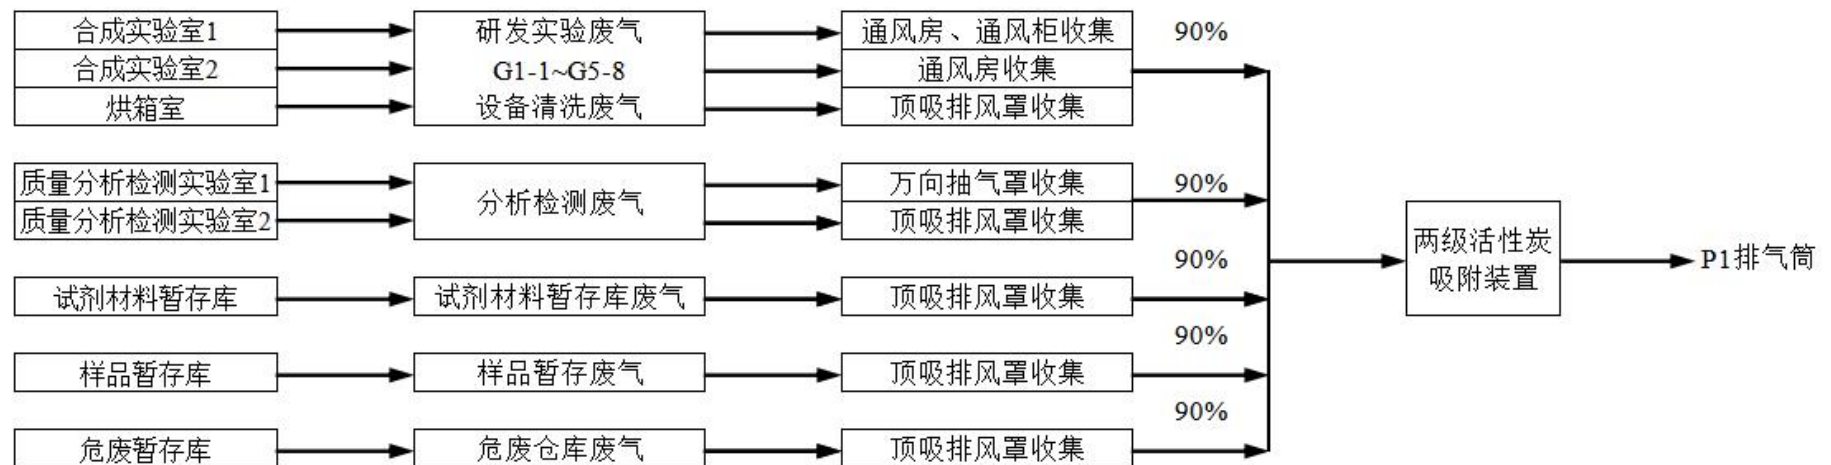 合成实验室1
研发实验废气
通风房、通风柜收集
90%
合成实验室2
G1-1~G5-8
通风房收集
烘箱室
设备清洗废气
顶吸排风罩收集
质量分析检测实验室1
分析检测废气
万向抽气罩收集
90%
质量分析检测实验室2
顶吸排风罩收集
两级活性炭
吸附装置
P1排气筒
90%
试剂材料暂存库
试剂材料暂存库废气
顶吸排风罩收集
90%
样品暂存库
样品暂存废气
顶吸排风罩收集
90%
危废暂存库
危废仓库废气
顶吸排风罩收集